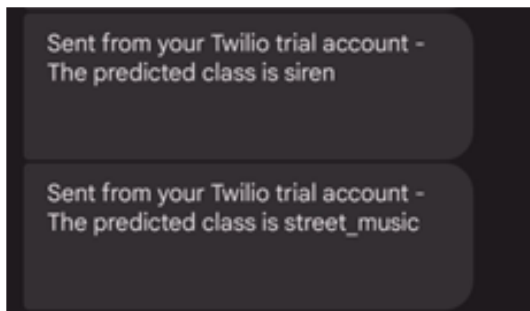 Sent from your Twilio trial account -
The predicted class is siren
Sent from your Twilio trial account -
The predicted class is street_music